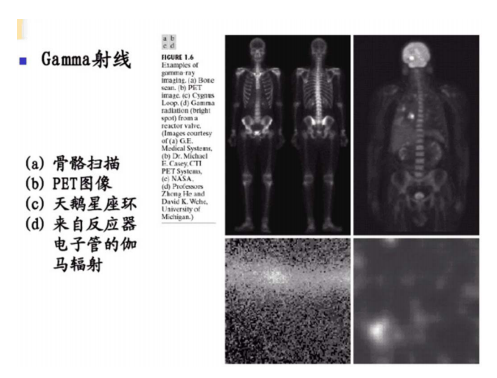 Gamma射线
(a) 骨骼扫描
(b) PET图像
(c) 天鹅星座环
(d) 来自反应器
电子管的伽
马辐射
a b
c d
FIGURE 1.6
Examples of
gamma-ray
imaging. (a) Bone
scan. (b) PET
image. (c) Cygnus
Loop. (d) Gamma
radiation (bright
spot) from a
reactor valve.
(Images courtesy
of (a) G.E.
Medical Systems,
(b) Dr. Michael
E. Casey, CTI
PET Systems,
(c) NASA,
(d) Professors
Zhong He and
David K. Wehe,
University of
Michigan.)